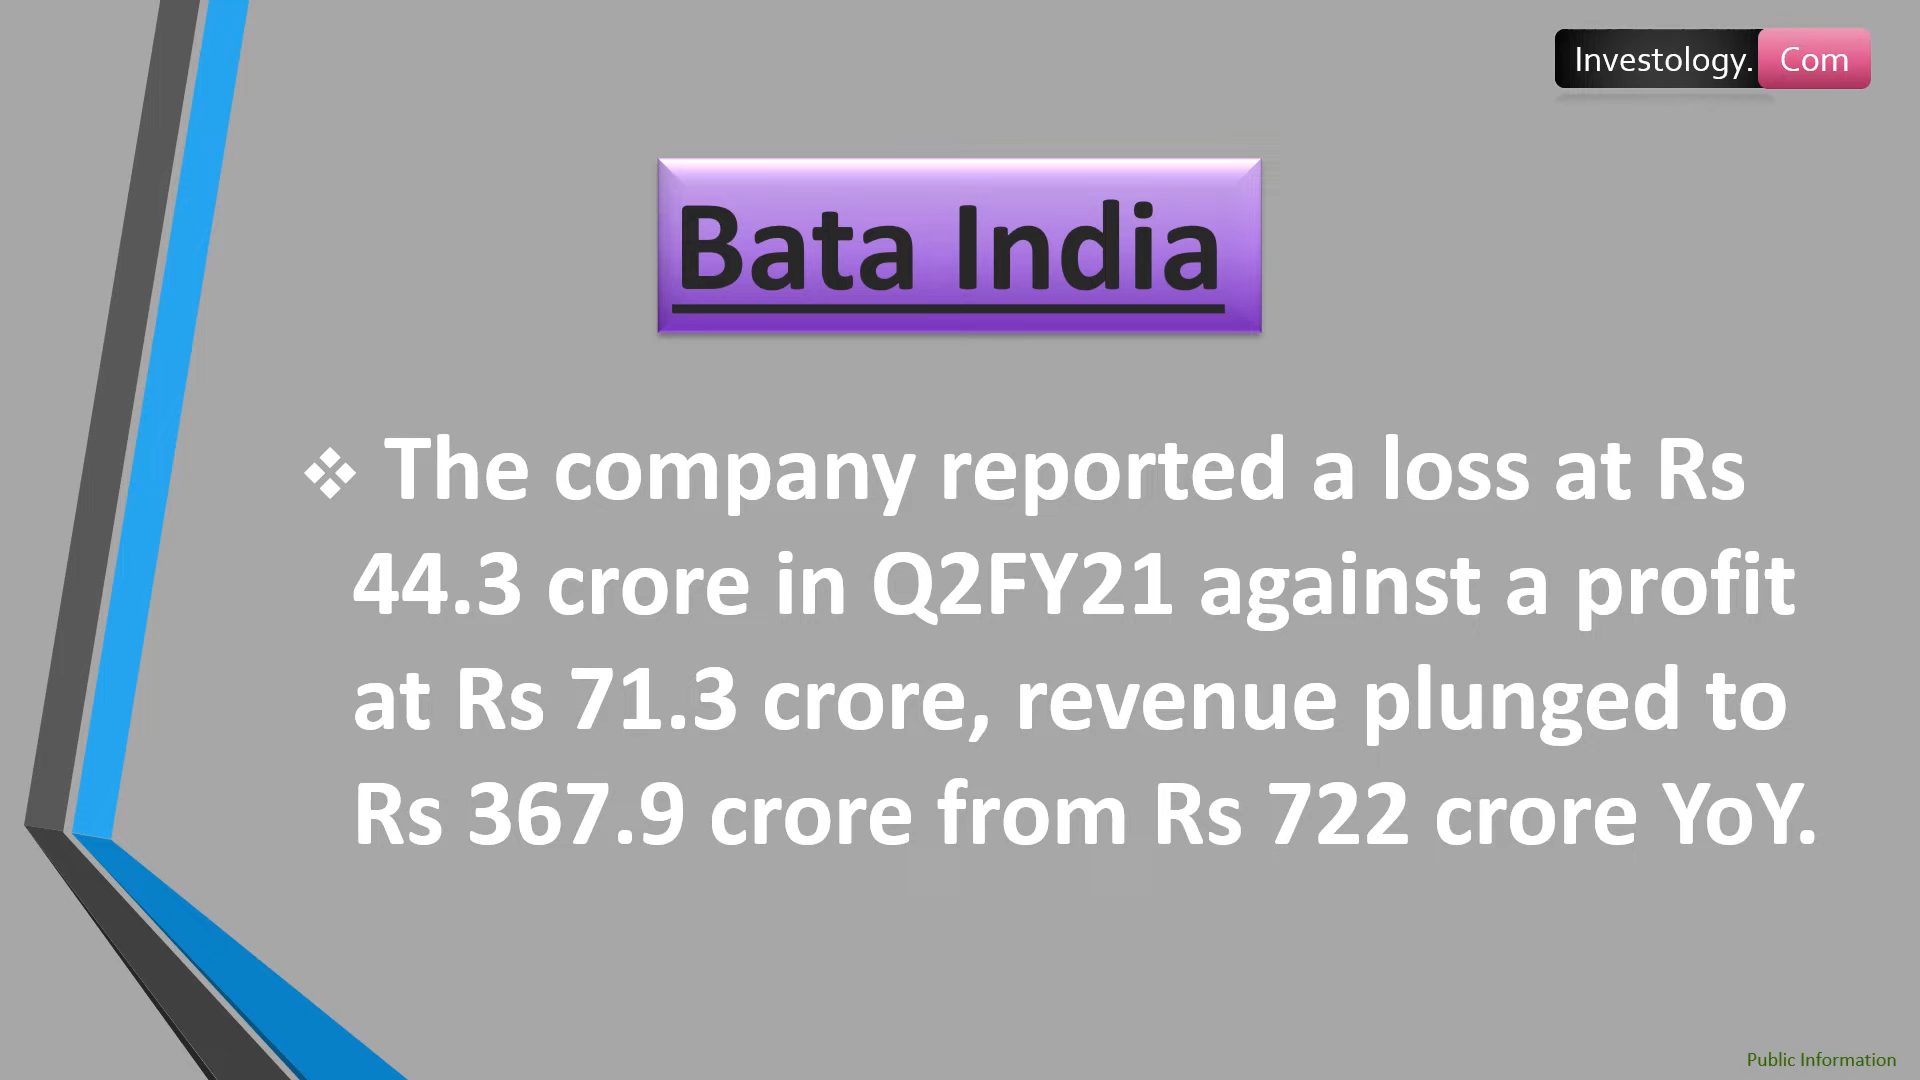 Investology. Com
Bata India
❖ The company reported a loss at Rs
44.3 crore in Q2FY21 against a profit
at Rs 71.3 crore, revenue plunged to
Rs 367.9 crore from Rs 722 crore YoY.
Public Information